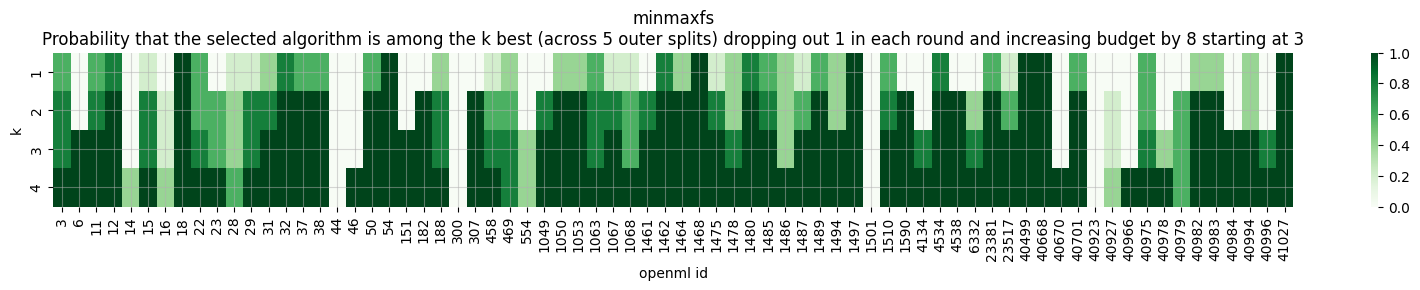 minmaxfs
Probability that the selected algorithm is among the k best (across 5 outer splits) dropping out 1 in each round and increasing budget by 8 starting at 3
k
1
2
3
4
3 6 11 12 14 15 16 18 22 23 28 29 31 32 37 38 44 46 50 54 151 182 188 300 307 458 469 554 1049 1050 1053 1063 1067 1068 1461 1462 1464 1468 1475 1478 1480 1485 1486 1487 1489 1494 1497 1501 1510 1590 4134 4534 4538 6332 23381 23517 40499 40668 40670 40701 40923 40927 40966 40975 40978 40979 40982 40983 40984 40994 40996 41027
openml id
1.0
0.8
0.6
0.4
0.2
0.0